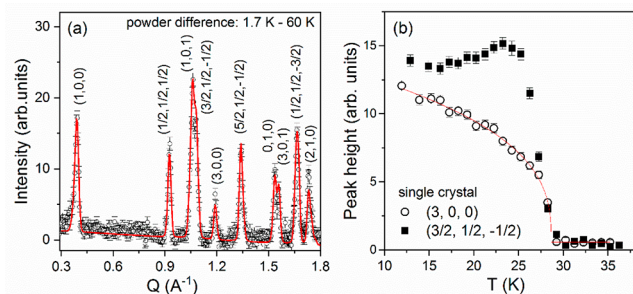 (a)
powder difference: 1.7 K - 60 K
(1,0,0)
(1/2,1/2,1/2)
(1,0,1)
(3/2,1/2,-1/2)
(3,0,0)
(5/2,1/2,-1/2)
0,1,0)
(3,0,1)
(1/2,1/2,-3/2)
(2,1,0)
Intensity (arb.units)
30
20
10
0
0.3 0.6 0.9 1.2 1.5 1.8
Q (A⁻¹)
(b)
Peak height (arb. units)
15
10
5
0
single crystal
(3, 0, 0)
(3/2, 1/2, -1/2)
10 15 20 25 30 35
T (K)